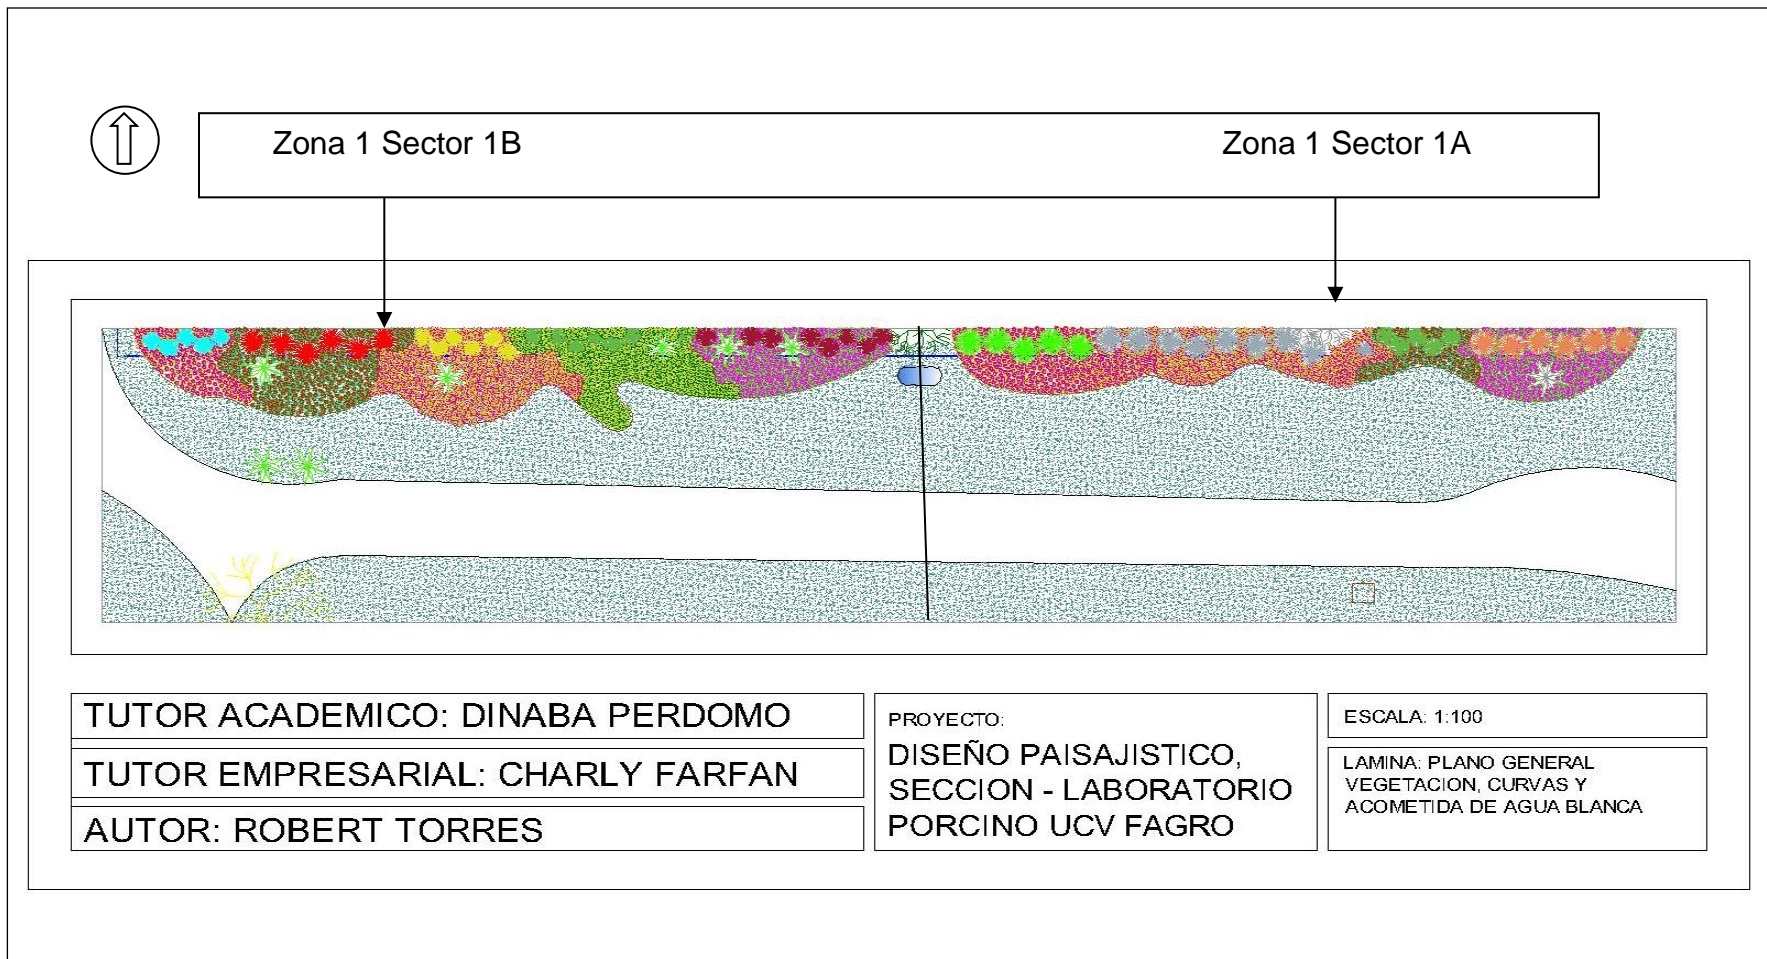 Zona 1 Sector 1B
Zona 1 Sector 1A
TUTOR ACADEMICO: DINABA PERDOMO
TUTOR EMPRESARIAL: CHARLY FARFAN
AUTOR: ROBERT TORRES
PROYECTO:
DISEÑO PAISAJISTICO,
SECCION - LABORATORIO
PORCINO UCV FAGRO
ESCALA: 1:100
LAMINA: PLANO GENERAL
VEGETACION, CURVAS Y
ACOMETIDA DE AGUA BLANCA